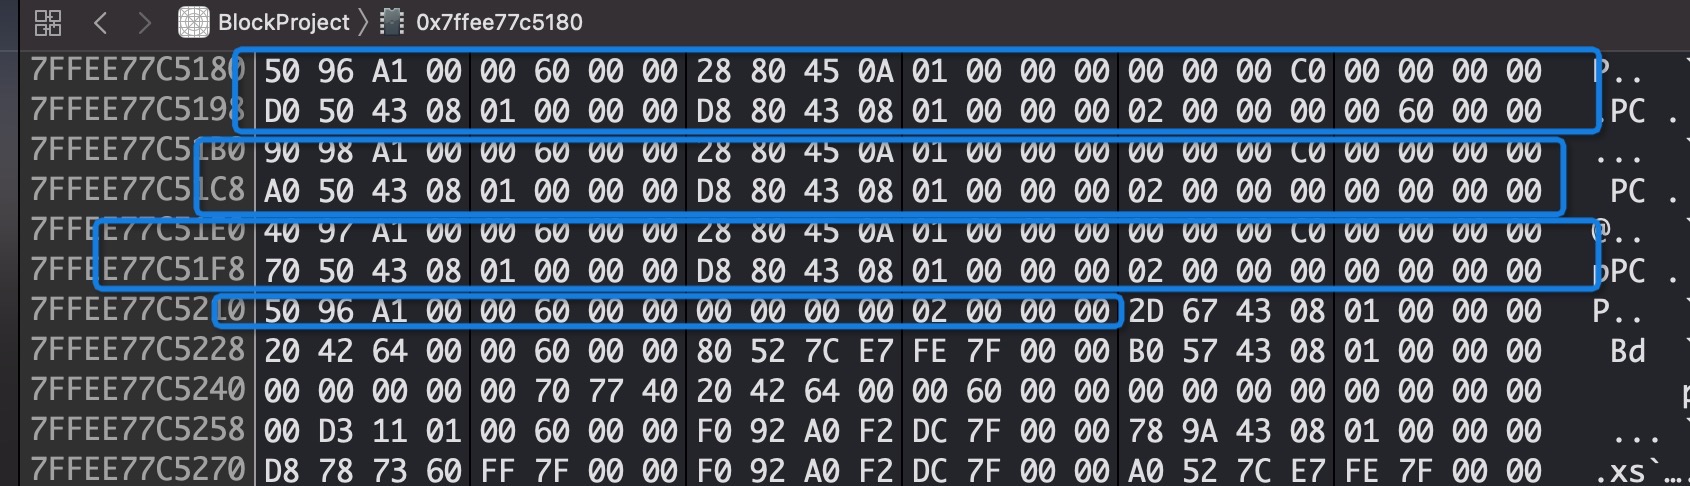 BlockProject 0x7ffee77c5180
7FFEE77C5180 50 96 A1 00 00 60 00 00 28 80 45 0A 01 00 00 00 00 00 00 C0 00 00 00 00 P.. `
7FFEE77C5198 D0 50 43 08 01 00 00 00 D8 80 43 08 01 00 00 00 02 00 00 00 00 60 00 00 .PC .
7FFEE77C51B0 90 98 A1 00 00 60 00 00 28 80 45 0A 01 00 00 00 00 00 00 C0 00 00 00 00 ... `
7FFEE77C51C8 A0 50 43 08 01 00 00 00 D8 80 43 08 01 00 00 00 02 00 00 00 00 00 00 00 PC .
7FFEE77C51E0 40 97 A1 00 00 60 00 00 28 80 45 0A 01 00 00 00 00 00 00 C0 00 00 00 00 @.. `
7FFEE77C51F8 70 50 43 08 01 00 00 00 D8 80 43 08 01 00 00 00 02 00 00 00 00 00 00 00 pPC .
7FFEE77C5210 50 96 A1 00 00 60 00 00 00 00 00 00 02 00 00 00 2D 67 43 08 01 00 00 00 P.. `
7FFEE77C5228 20 42 64 00 00 60 00 00 80 52 7C E7 FE 7F 00 00 B0 57 43 08 01 00 00 00 Bd `
7FFEE77C5240 00 00 00 00 00 70 77 40 20 42 64 00 00 60 00 00 00 00 00 00 00 00 00 00 p
7FFEE77C5258 00 D3 11 01 00 60 00 00 F0 92 A0 F2 DC 7F 00 00 78 9A 43 08 01 00 00 00 ... `
7FFEE77C5270 D8 78 73 60 FF 7F 00 00 F0 92 A0 F2 DC 7F 00 00 A0 52 7C E7 FE 7F 00 00 .xs`….